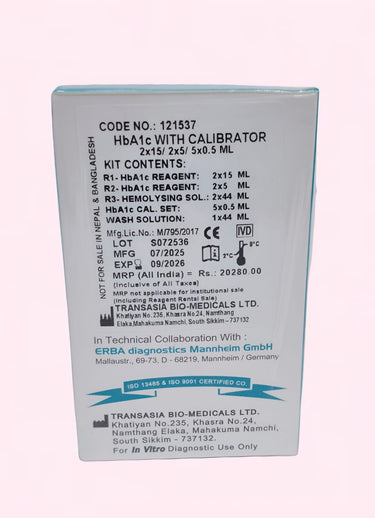 CODE NO.: 121537
HbA1c WITH CALIBRATOR
2x15/ 2x5/ 5x0.5 ML
KIT CONTENTS:
R1- HbA1c REAGENT: 2x15 ML
R2- HbA1c REAGENT: 2x5 ML
R3- HEMOLYSING SOL.: 2x44 ML
HbA1c CAL. SET: 5x0.5 ML
WASH SOLUTION: 1x44 ML
NOT FOR SALE IN NEPAL & BANGLADESH
Mfg.Lic.No.: M/795/2017 CE IVD
LOT S072536
MFG 07/2025
EXP 09/2026
2°C 8°C
MRP (All India) = Rs.: 20280.00
(Inclusive of All Taxes)
MRP not applicable for institutional sale
(including Reagent Rental Sale)
TRANSASIA BIO-MEDICALS LTD.
Khatiyan No.235, Khasra No.24, Namthang
Elaka,Mahakuma Namchi, South Sikkim - 737132
In Technical Collaboration With :
ERBA diagnostics Mannheim GmbH
Mallaustr., 69-73, D - 68219, Mannheim / Germany
ISO 13485 & ISO 9001 CERTIFIED CO.
TRANSASIA BIO-MEDICALS LTD.
Khatiyan No.235, Khasra No.24,
Namthang Elaka, Mahakuma Namchi,
South Sikkim - 737132.
For In Vitro Diagnostic Use Only